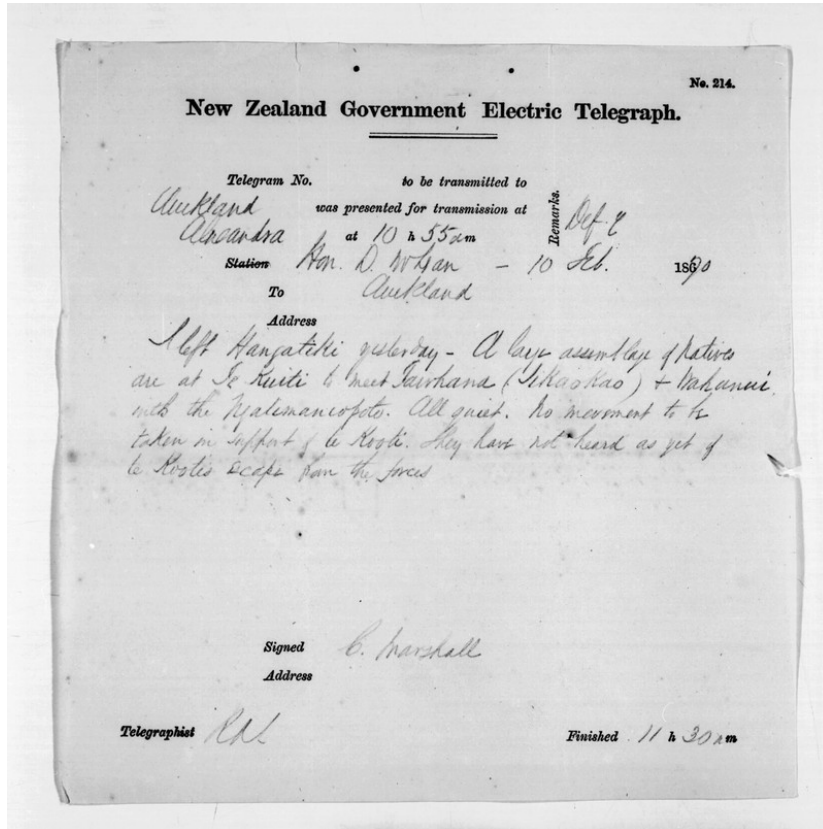 No. 214.
New Zealand Government Electric Telegraph.
Telegram No. to be transmitted to
Auckland was presented for transmission at
Alexandra at 10 h 55 am
Remarks.
Station Hon. D. McLean - 10 Feb. 1870
To Auckland
Address
I left Hangatiki yesterday - A large assemblage of Natives
are at Te Kuiti to meet Tawhana (Tikaokao) + Wahanui
with the Ngatimaniapoto. All quiet. No movement to be
taken in support of te Kooti. They have not heard as yet of
te Kooti's escape from the forces
Signed C. Marshall
Address
Telegraphist
Finished 11 h 30 am